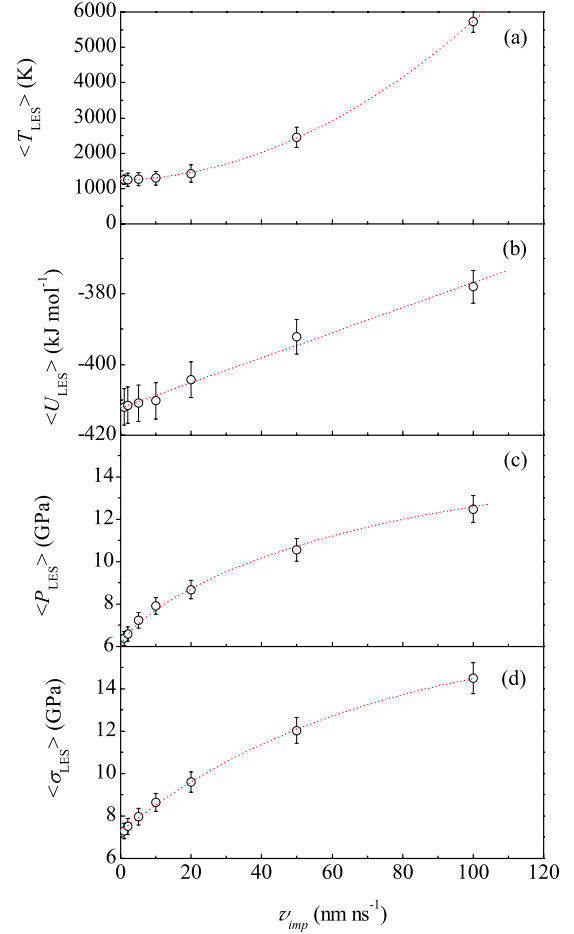 6000
5000
4000
3000
2000
1000
0
<T_LES> (K)
(a)
-380
-400
-420
<U_LES> (kJ mol⁻¹)
(b)
14
12
10
8
6
<P_LES> (GPa)
(c)
14
12
10
8
6
<σ_LES> (GPa)
(d)
0 20 40 60 80 100 120
v_imp (nm ns⁻¹)